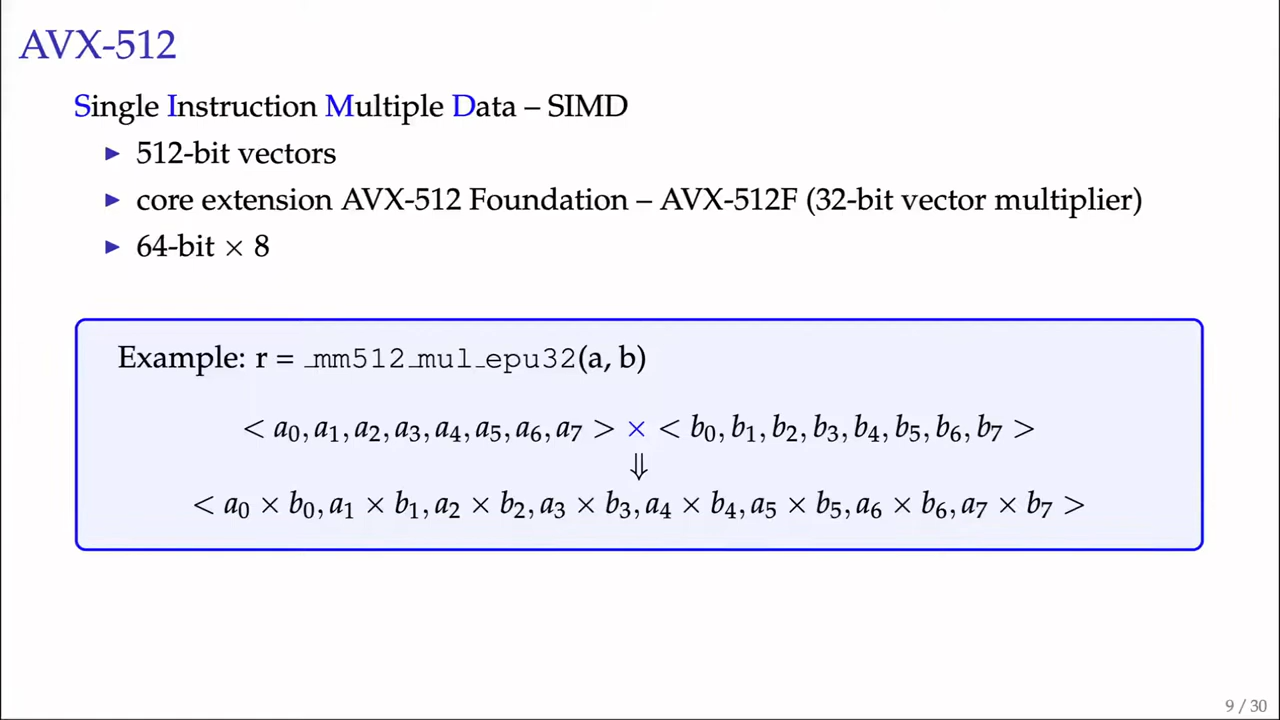 AVX-512
Single Instruction Multiple Data – SIMD
▶ 512-bit vectors
▶ core extension AVX-512 Foundation – AVX-512F (32-bit vector multiplier)
▶ 64-bit × 8
Example: r = _mm512_mul_epu32(a, b)
< a₀, a₁, a₂, a₃, a₄, a₅, a₆, a₇ > × < b₀, b₁, b₂, b₃, b₄, b₅, b₆, b₇ >
⇓
< a₀ × b₀, a₁ × b₁, a₂ × b₂, a₃ × b₃, a₄ × b₄, a₅ × b₅, a₆ × b₆, a₇ × b₇ >
9 / 30